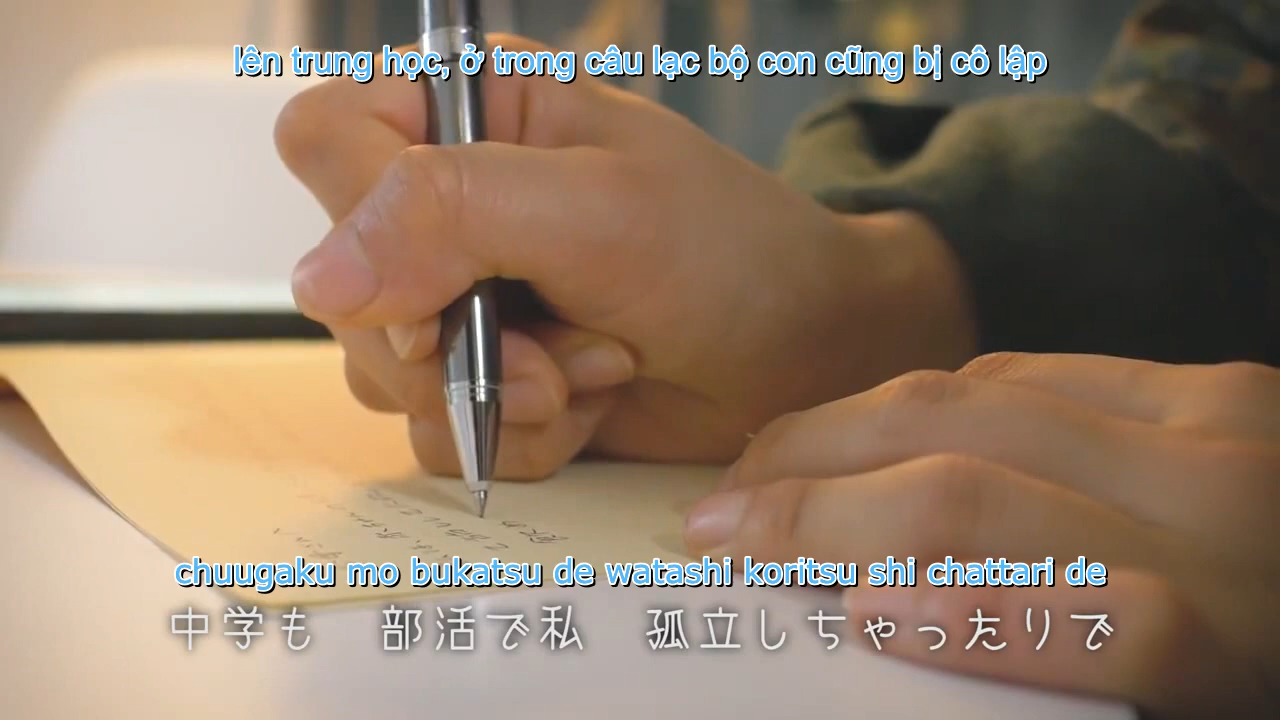 lên trung học, ở trong câu lạc bộ con cũng bị cô lập
chuugaku mo bukatsu de watashi koritsu shi chattari de
中学も　部活で私　孤立しちゃったりで